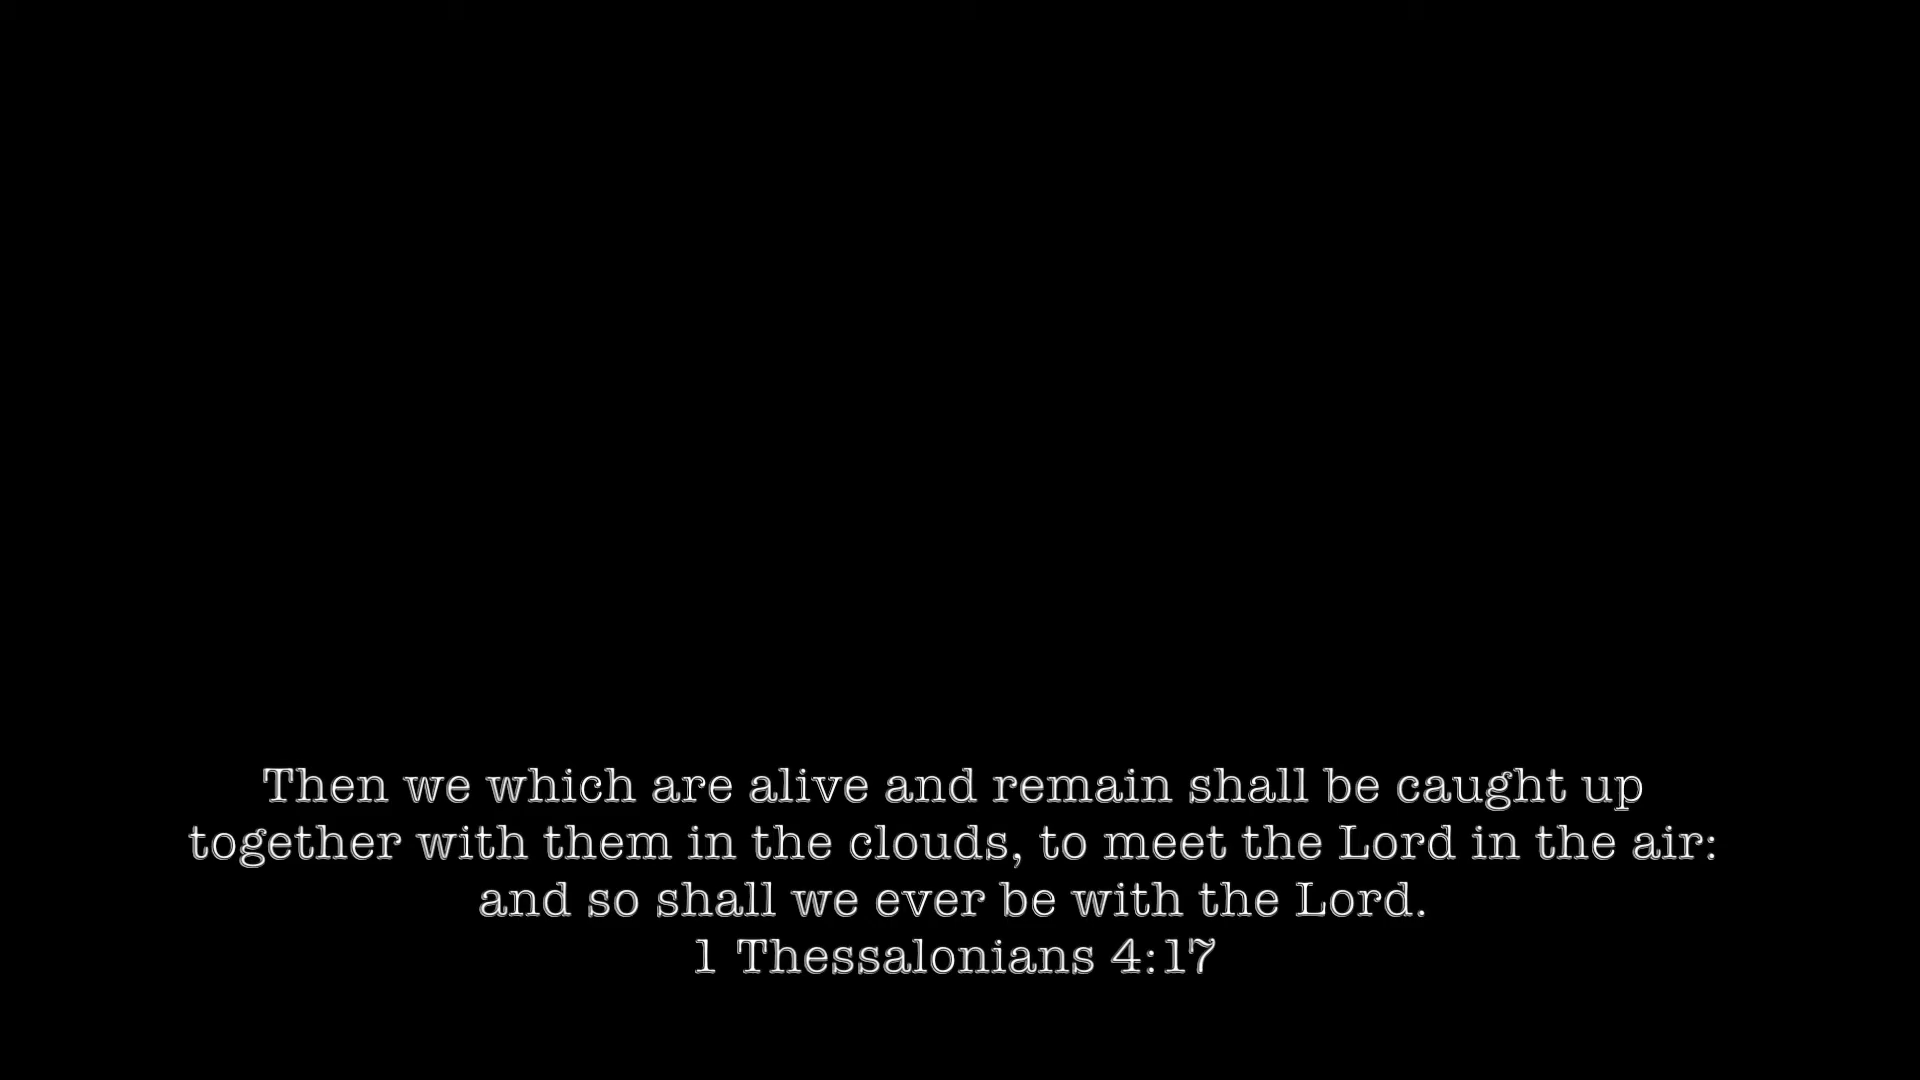 Then we which are alive and remain shall be caught up
together with them in the clouds, to meet the Lord in the air:
and so shall we ever be with the Lord.
1 Thessalonians 4:17